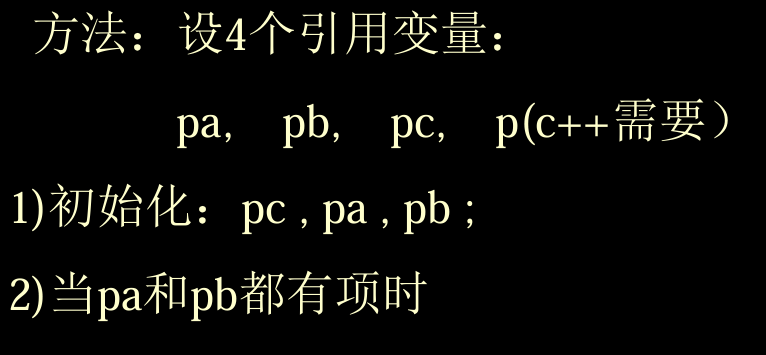 方法：设4个引用变量：
pa, pb, pc, p(c++需要）
1)初始化：pc , pa , pb ;
2)当pa和pb都有项时